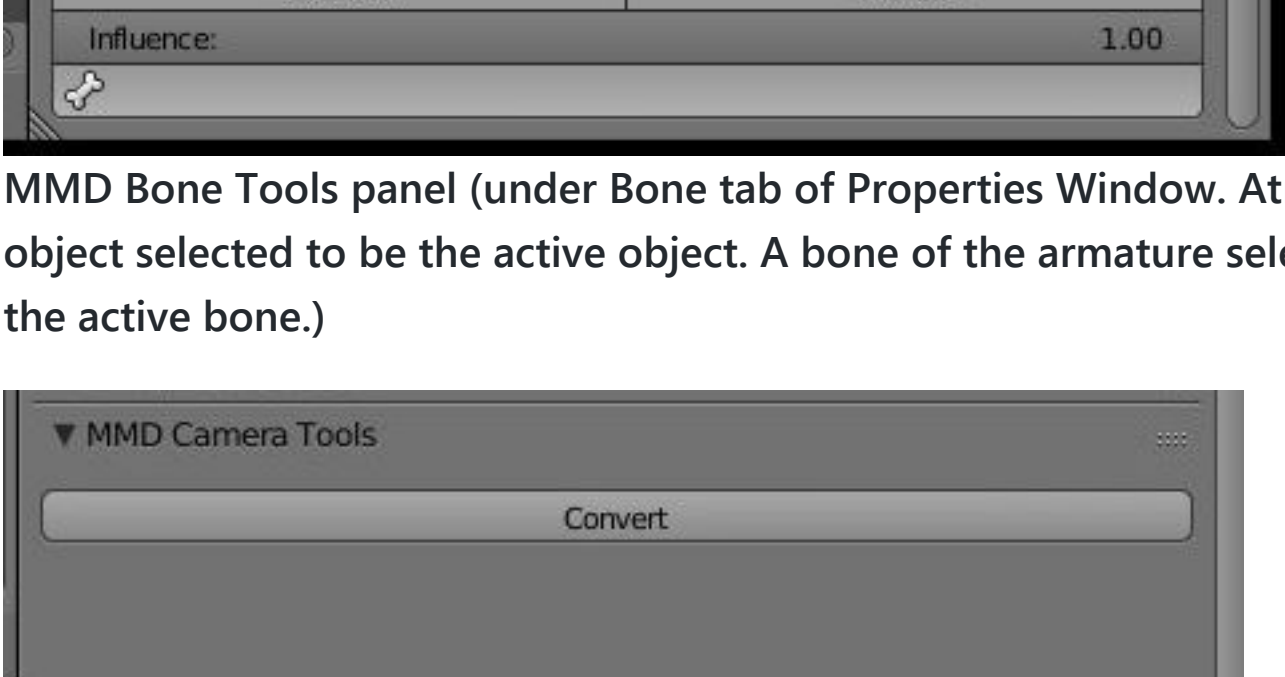 Influence: 1.00
MMD Bone Tools panel (under Bone tab of Properties Window. At
object selected to be the active object. A bone of the armature sele
the active bone.)
MMD Camera Tools
Convert